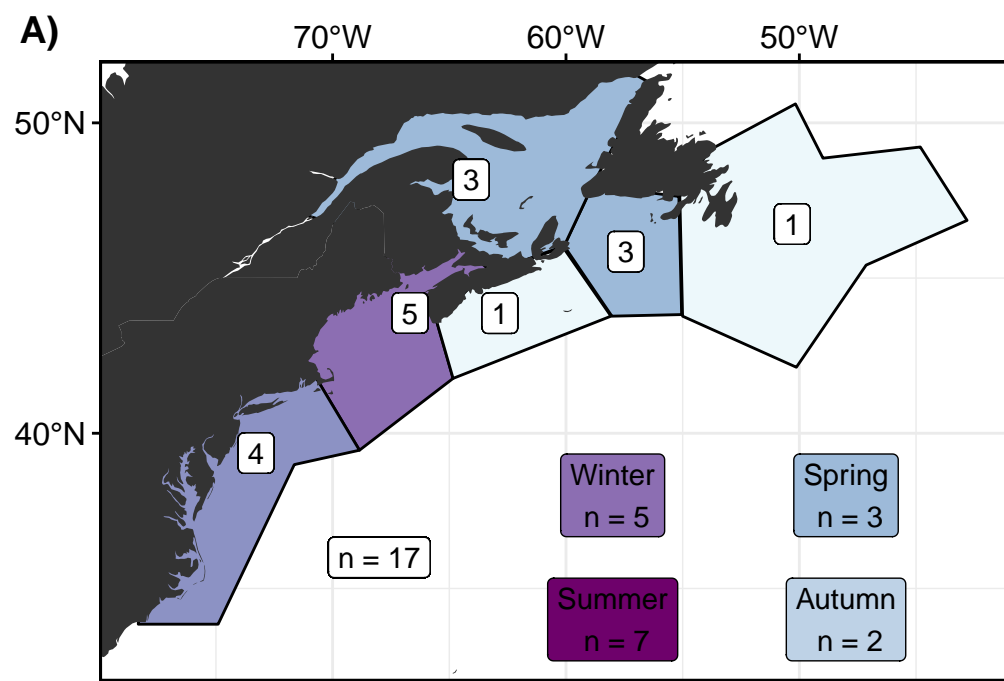 A)
70°W 60°W 50°W
50°N
40°N
3
1
3
5
1
4
Winter
n = 5
Spring
n = 3
n = 17
Summer
n = 7
Autumn
n = 2